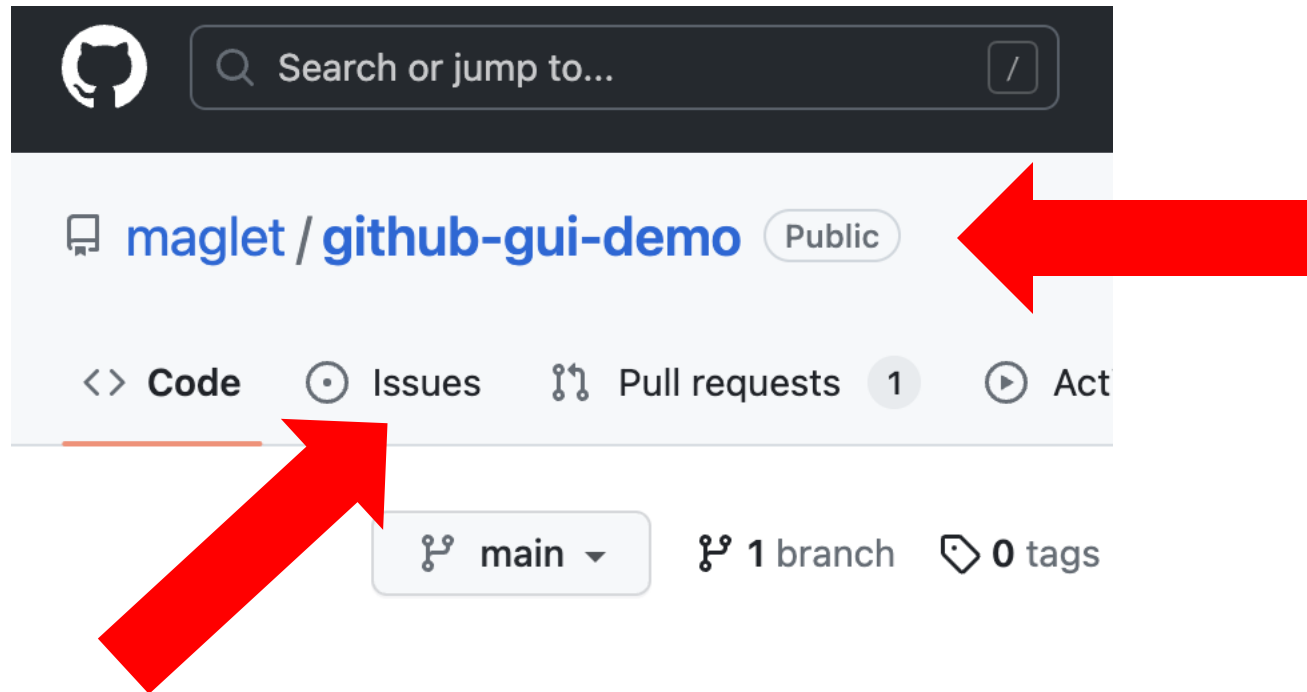 Search or jump to... /
maglet / github-gui-demo Public
<> Code Issues Pull requests 1 Act
main 1 branch 0 tags